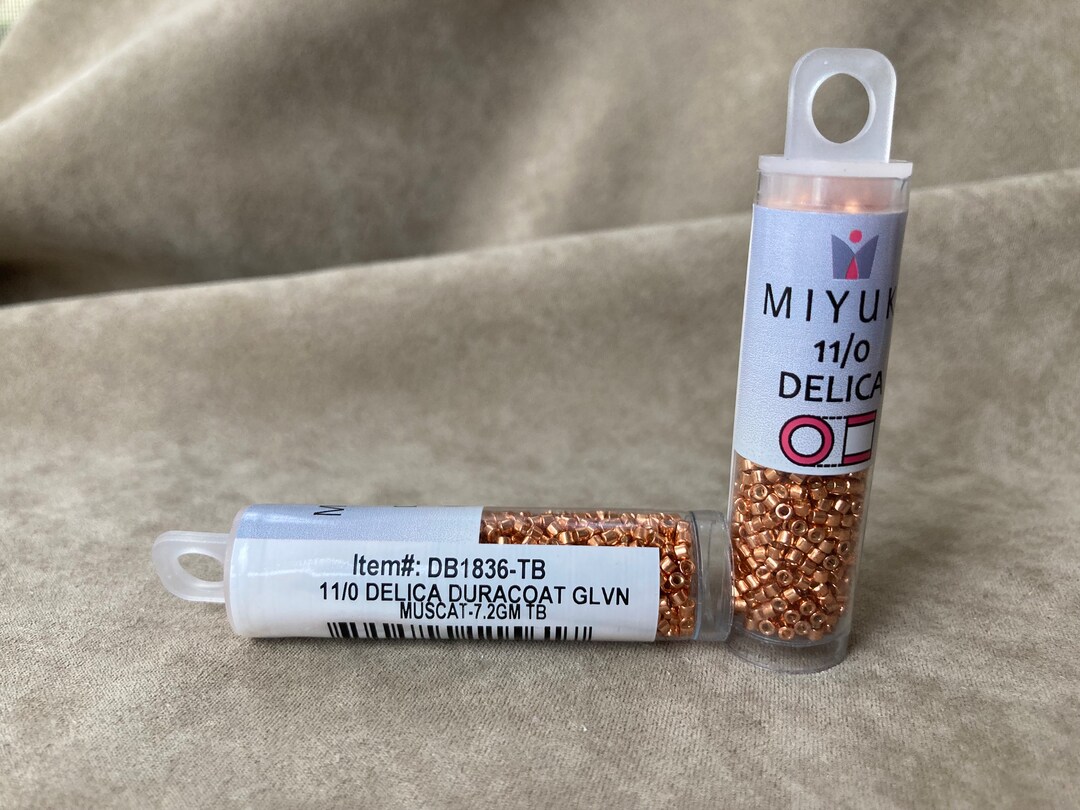 MIYUK
11/0
DELICA
M
Item#: DB1836-TB
11/0 DELICA DURACOAT GLVN
MUSCAT-7.2GM TB